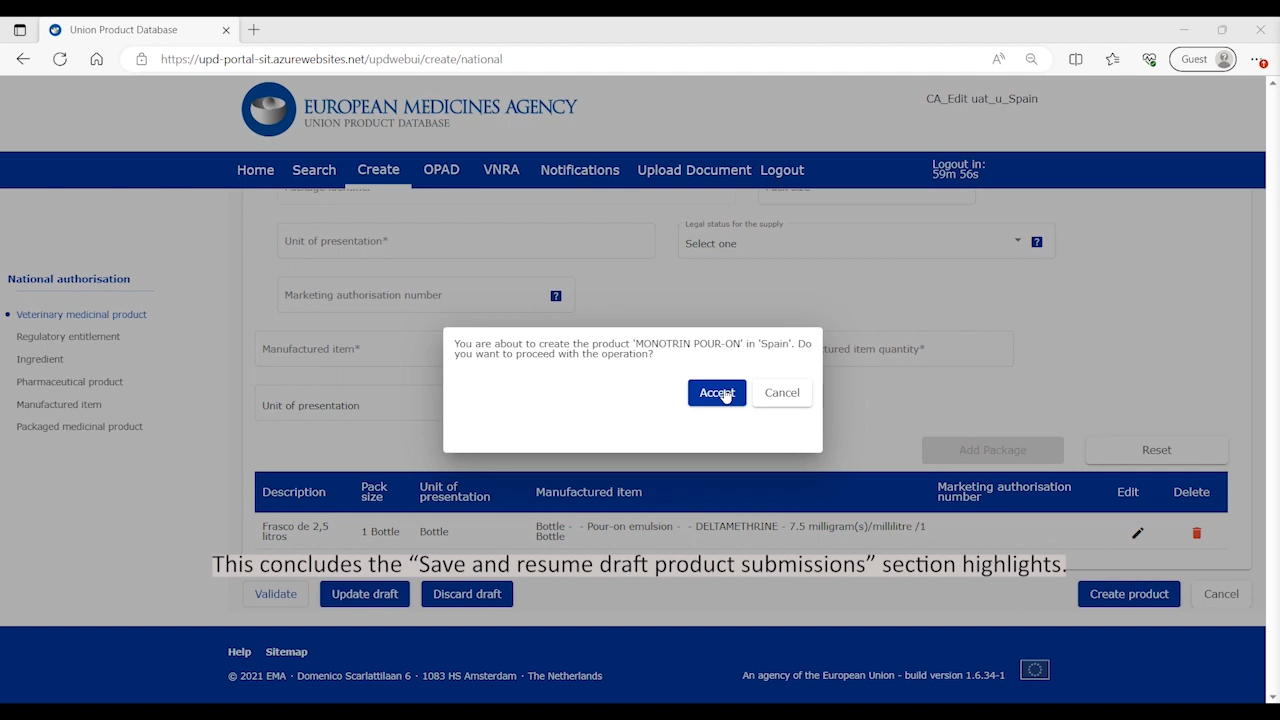 Union Product Database
https://upd-portal-sit.azurewebsites.net/updwebui/create/national
Guest
EUROPEAN MEDICINES AGENCY
UNION PRODUCT DATABASE
CA_Edit uat_u_Spain
Home Search Create OPAD VNRA Notifications Upload Document Logout
Logout in:
59m 56s
Unit of presentation*
Legal status for the supply
Select one
?
National authorisation
Marketing authorisation number ?
Veterinary medicinal product
Regulatory entitlement
Ingredient
Pharmaceutical product
Manufactured item
Packaged medicinal product
You are about to create the product 'MONOTRIN POUR-ON' in 'Spain'. Do
you want to proceed with the operation?
Accept Cancel
Manufactured item*
quantity*
Unit of presentation
Add Package Reset
Description
Pack
size
Unit of
presentation
Manufactured item
Marketing authorisation
number
Edit Delete
Frasco de 2,5
litros
1 Bottle
Bottle
Bottle - - Pour-on emulsion - - DELTAMETHRINE - 7.5 milligram(s)/millilitre /1
Bottle
This concludes the “Save and resume draft product submissions” section highlights.
Validate Update draft Discard draft Create product Cancel
Help Sitemap
© 2021 EMA · Domenico Scarlattilaan 6 · 1083 HS Amsterdam · The Netherlands
An agency of the European Union - build version 1.6.34-1